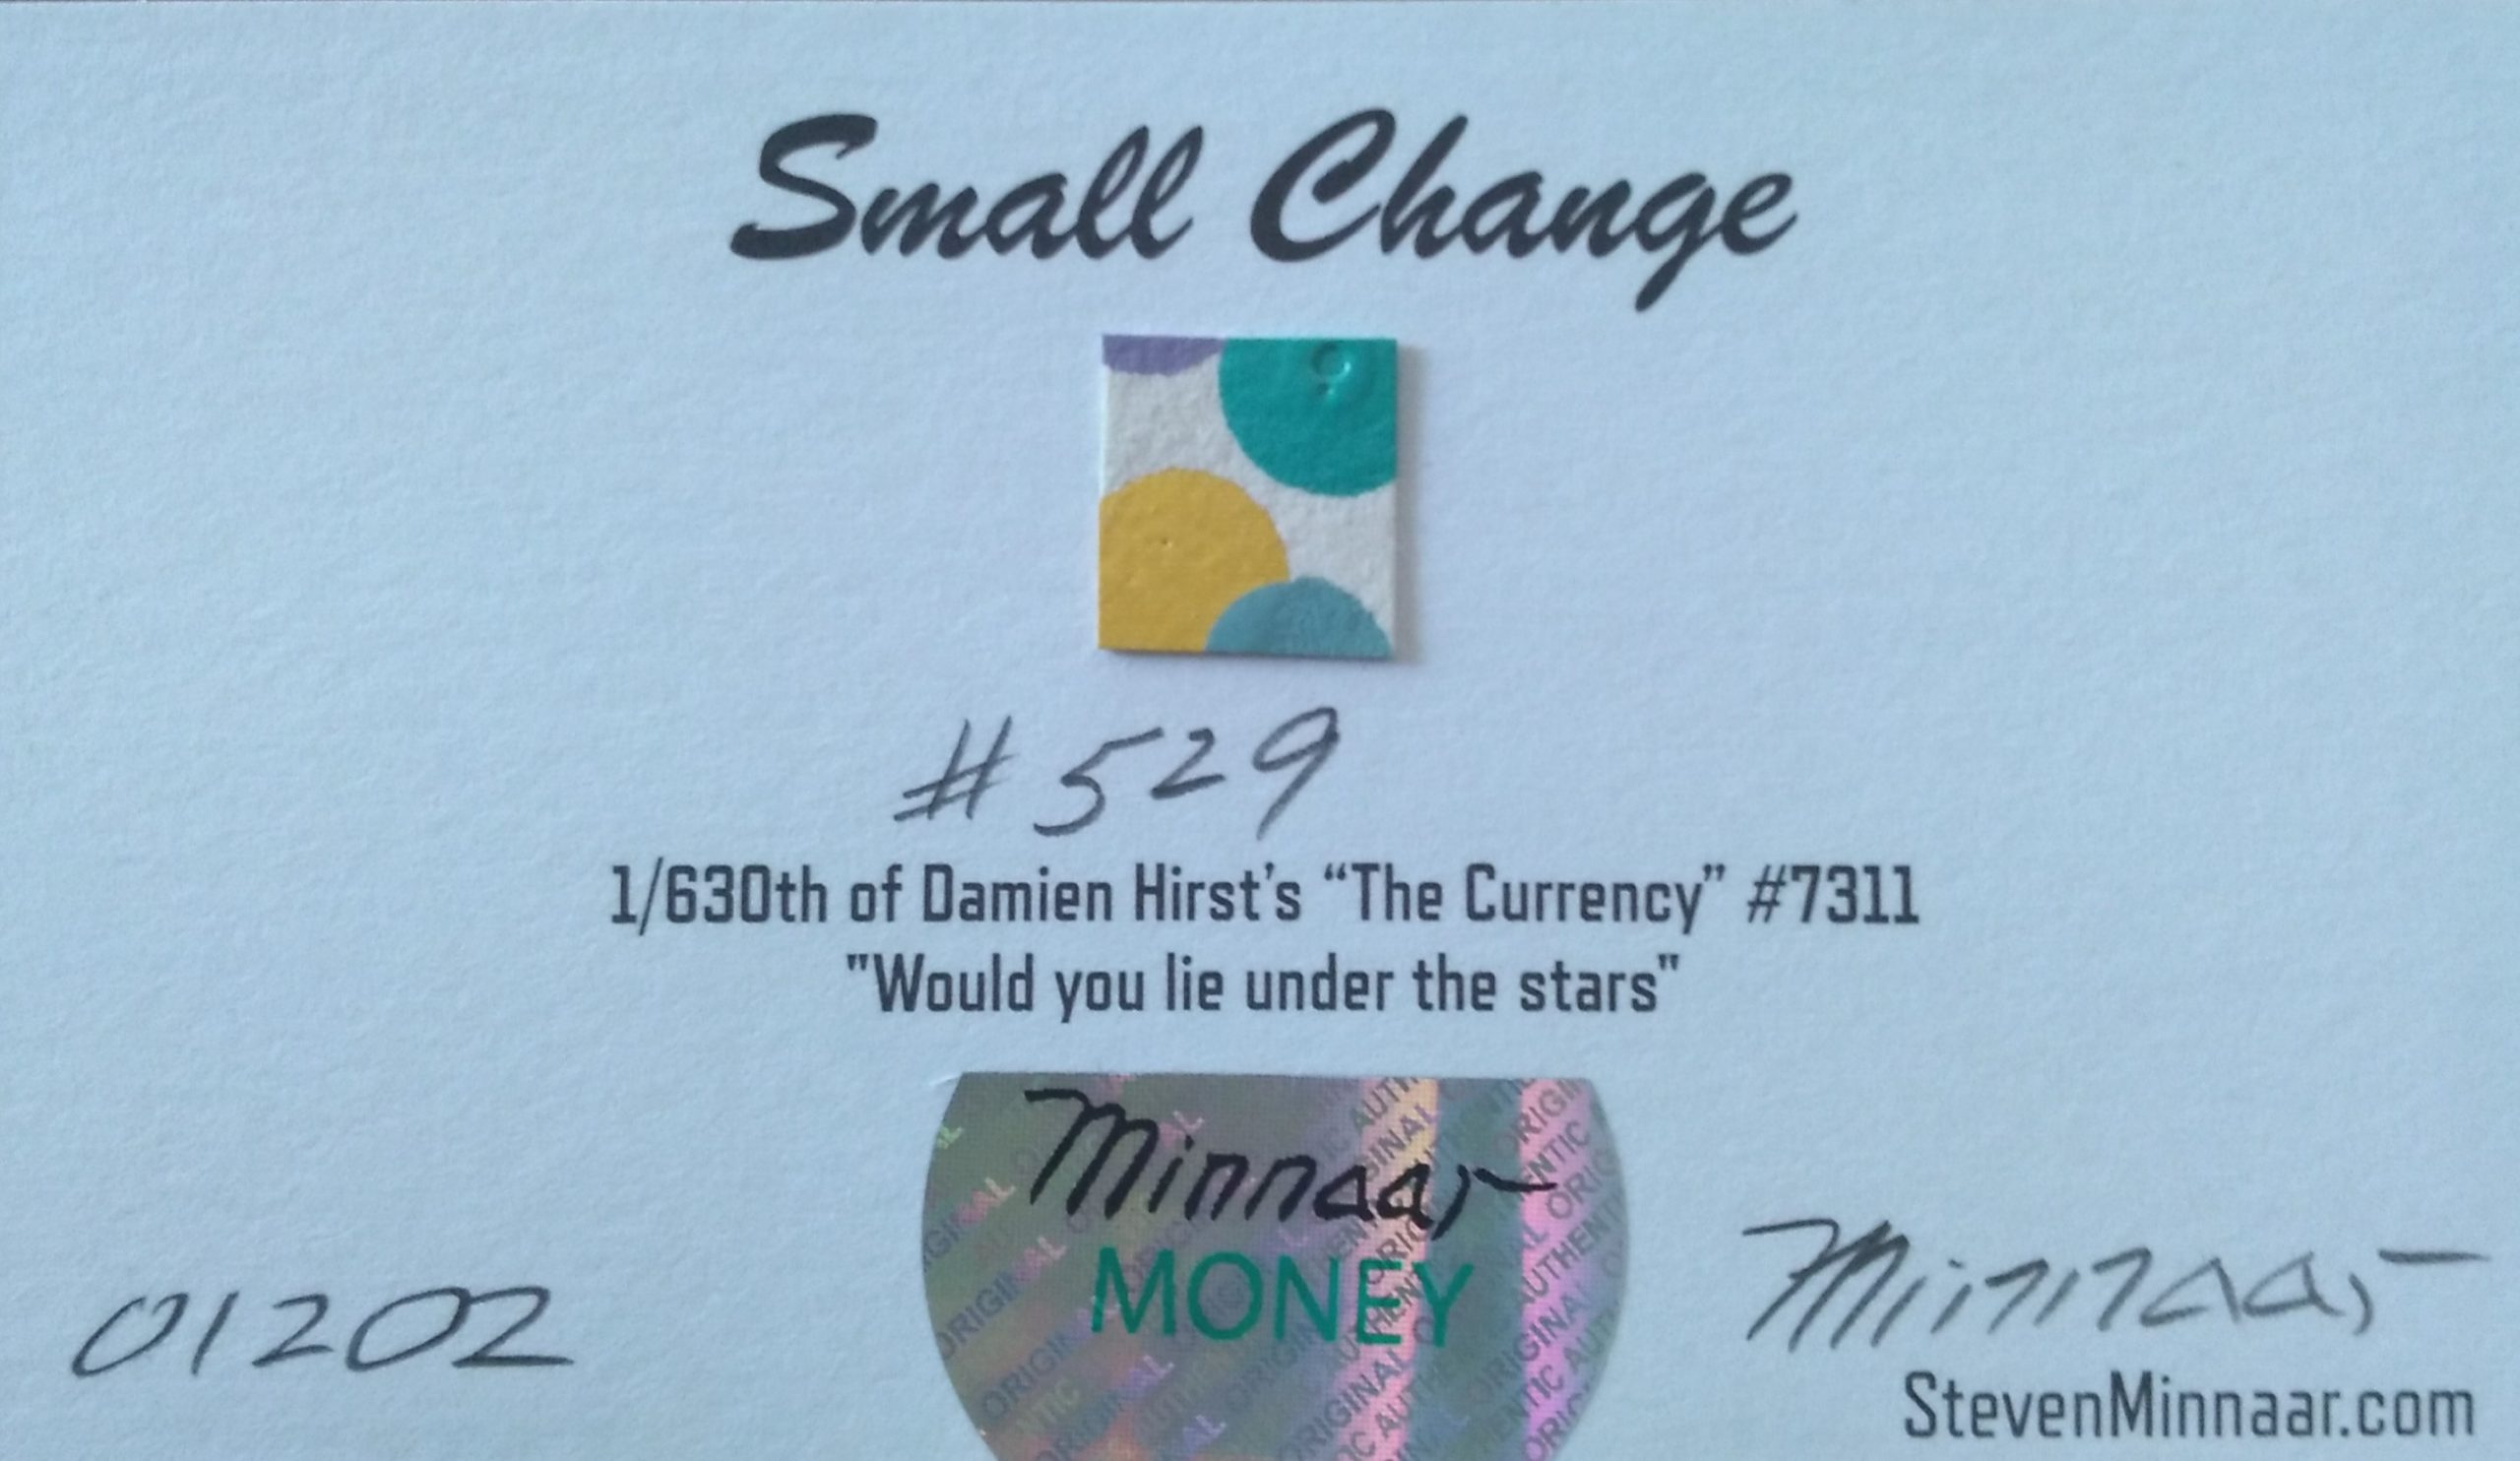 Small Change
#529
1/630th of Damien Hirst's “The Currency” #7311
"Would you lie under the stars"
Minnaar
MONEY
01202
Minnaar
StevenMinnaar.com